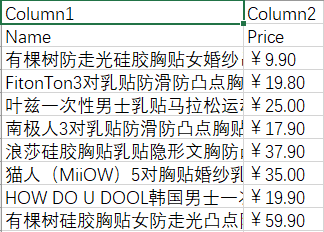 Column1 Column2
Name Price
有棵树防走光硅胶胸贴女婚纱 ￥9.90
FitonTon3对乳贴防滑防凸点胸 ￥19.80
叶兹一次性男士乳贴马拉松运 ￥25.00
南极人3对乳贴防滑防凸点胸贴 ￥17.90
浪莎硅胶胸贴乳贴隐形文胸防 ￥37.90
猫人（MiiOW）5对胸贴婚纱乳 ￥35.00
HOW DO U DOOL韩国男士一 ￥19.90
有棵树硅胶胸贴女防走光凸点 ￥59.90